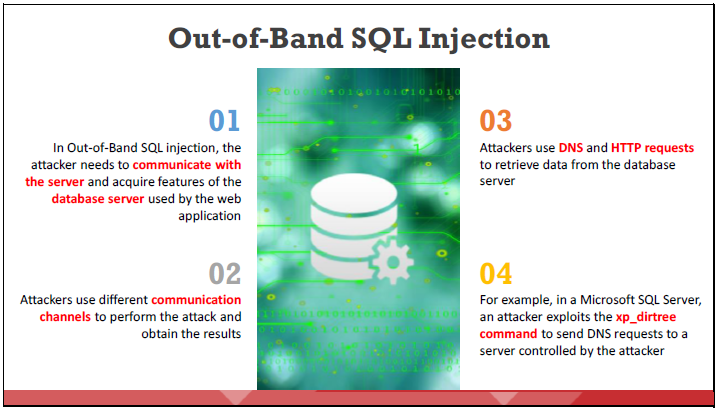 Out-of-Band SQL Injection
01
In Out-of-Band SQL injection, the
attacker needs to communicate with
the server and acquire features of the
database server used by the web
application
02
Attackers use different communication
channels to perform the attack and
obtain the results
03
Attackers use DNS and HTTP requests
to retrieve data from the database
server
04
For example, in a Microsoft SQL Server,
an attacker exploits the xp_dirtree
command to send DNS requests to a
server controlled by the attacker